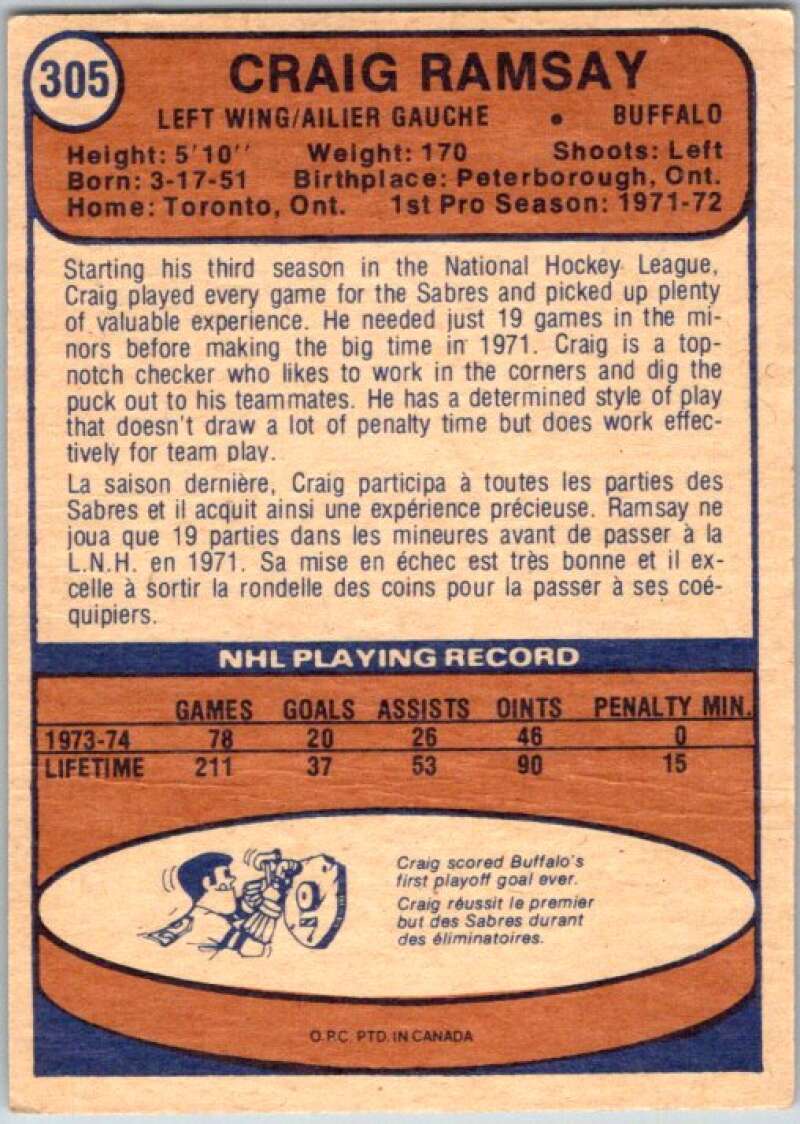 305
CRAIG RAMSAY
LEFT WING/AILIER GAUCHE • BUFFALO
Height: 5'10'' Weight: 170 Shoots: Left
Born: 3-17-51 Birthplace: Peterborough, Ont.
Home: Toronto, Ont. 1st Pro Season: 1971-72
Starting his third season in the National Hockey League,
Craig played every game for the Sabres and picked up plenty
of valuable experience. He needed just 19 games in the mi-
nors before making the big time in 1971. Craig is a top-
notch checker who likes to work in the corners and dig the
puck out to his teammates. He has a determined style of play
that doesn't draw a lot of penalty time but does work effec-
tively for team play.
La saison dernière, Craig participa à toutes les parties des
Sabres et il acquit ainsi une expérience précieuse. Ramsay ne
joua que 19 parties dans les mineures avant de passer à la
L.N.H. en 1971. Sa mise en échec est très bonne et il ex-
celle à sortir la rondelle des coins pour la passer à ses coé-
quipiers.
NHL PLAYING RECORD
GAMES GOALS ASSISTS OINTS PENALTY MIN.
1973-74 78 20 26 46 0
LIFETIME 211 37 53 90 15
Craig scored Buffalo's
first playoff goal ever.
Craig réussit le premier
but des Sabres durant
des éliminatoires.
O.P.C. PTD. IN CANADA